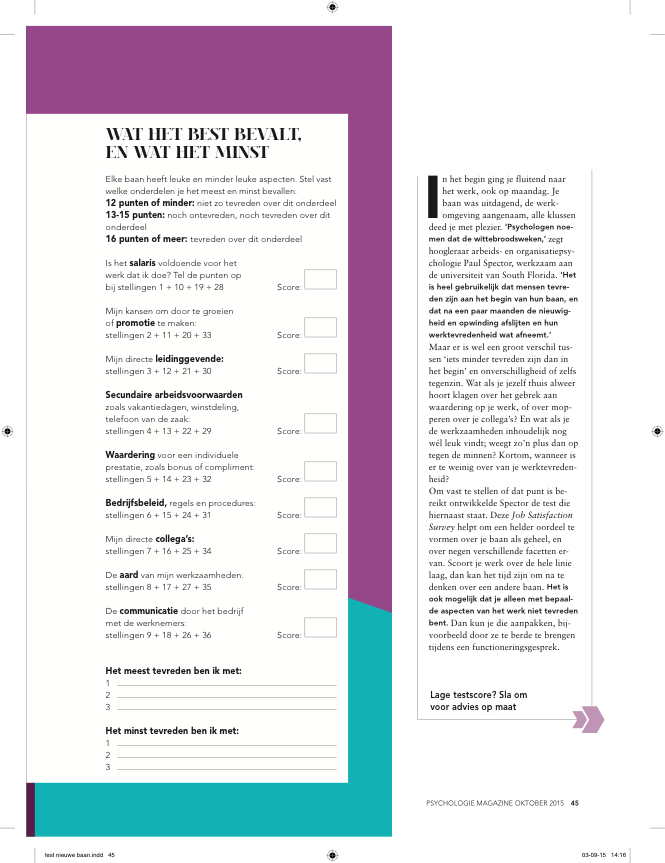 WAT HET BEST BEVALT,
EN WAT HET MINST
Elke baan heeft leuke en minder leuke aspecten. Stel vast
welke onderdelen je het meest en minst bevallen:
12 punten of minder: niet zo tevreden over dit onderdeel
13-15 punten: noch ontevreden, noch tevreden over dit
onderdeel
16 punten of meer: tevreden over dit onderdeel
Is het salaris voldoende voor het
werk dat ik doe? Tel de punten op
bij stellingen 1 + 10 + 19 + 28 Score:
Mijn kansen om door te groeien
of promotie te maken:
stellingen 2 + 11 + 20 + 33 Score:
Mijn directe leidinggevende:
stellingen 3 + 12 + 21 + 30 Score:
Secundaire arbeidsvoorwaarden
zoals vakantiedagen, winstdeling,
telefoon van de zaak:
stellingen 4 + 13 + 22 + 29 Score:
Waardering voor een individuele
prestatie, zoals bonus of compliment:
stellingen 5 + 14 + 23 + 32 Score:
Bedrijfsbeleid, regels en procedures:
stellingen 6 + 15 + 24 + 31 Score:
Mijn directe collega's:
stellingen 7 + 16 + 25 + 34 Score:
De aard van mijn werkzaamheden:
stellingen 8 + 17 + 27 + 35 Score:
De communicatie door het bedrijf
met de werknemers:
stellingen 9 + 18 + 26 + 36 Score:
Het meest tevreden ben ik met:
1
2
3
Het minst tevreden ben ik met:
1
2
3
In het begin ging je fluitend naar
het werk, ook op maandag. Je
baan was uitdagend, de werk-
omgeving aangenaam, alle klussen
deed je met plezier. 'Psychologen noe-
men dat de wittebroodsweken,' zegt
hoogleraar arbeids- en organisatiepsy-
chologie Paul Spector, werkzaam aan
de universiteit van South Florida. 'Het
is heel gebruikelijk dat mensen tevre-
den zijn aan het begin van hun baan, en
dat na een paar maanden de nieuwig-
heid en opwinding afslijten en hun
werktevredenheid wat afneemt.'
Maar er is wel een groot verschil tus-
sen 'iets minder tevreden zijn dan in
het begin' en onverschilligheid of zelfs
tegenzin. Wat als je jezelf thuis alweer
hoort klagen over het gebrek aan
waardering op je werk, of over mop-
peren over je collega's? En wat als je
de werkzaamheden inhoudelijk nog
wél leuk vindt; weegt zo'n plus dan op
tegen de minnen? Kortom, wanneer is
er te weinig over van je werktevreden-
heid?
Om vast te stellen of dat punt is be-
reikt ontwikkelde Spector de test die
hiernaast staat. Deze Job Satisfaction
Survey helpt om een helder oordeel te
vormen over je baan als geheel, en
over negen verschillende facetten er-
van. Scoort je werk over de hele linie
laag, dan kan het tijd zijn om na te
denken over een andere baan. Het is
ook mogelijk dat je alleen met bepaal-
de aspecten van het werk niet tevreden
bent. Dan kun je die aanpakken, bij-
voorbeeld door ze te berde te brengen
tijdens een functioneringsgesprek.
Lage testscore? Sla om
voor advies op maat
PSYCHOLOGIE MAGAZINE OKTOBER 2015 45
test nieuwe baan.indd 45
03-09-15 14:16